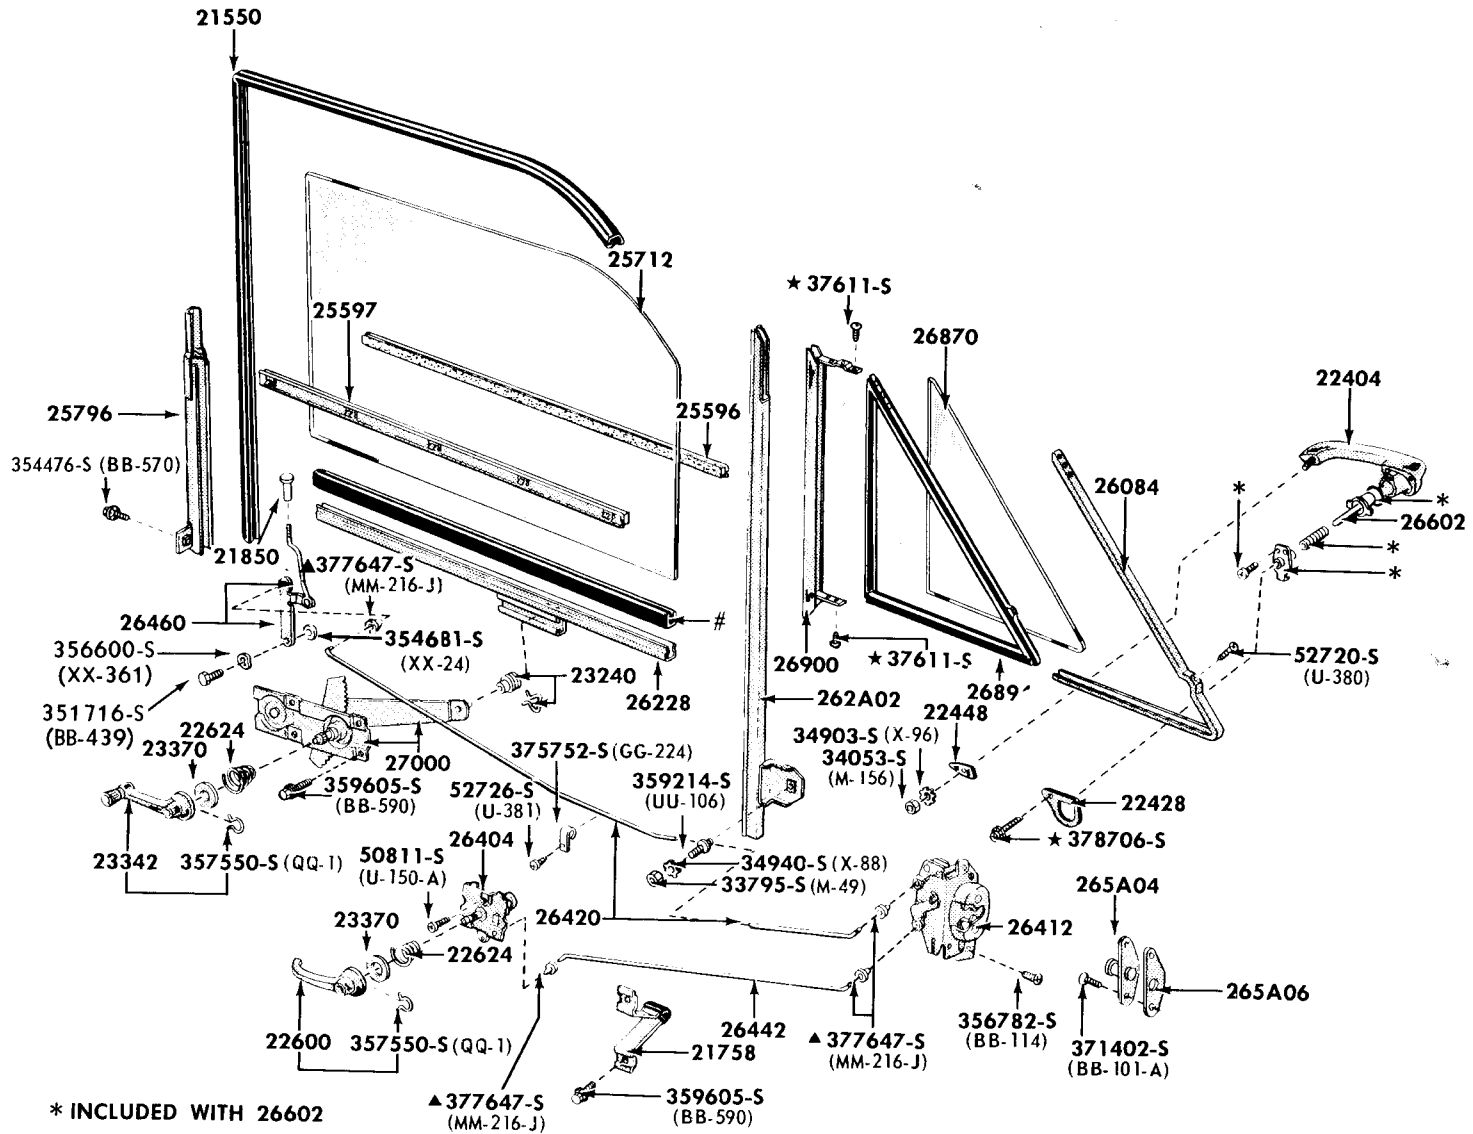 21550
25712
★ 37611-S
25597
26870
22404
25796
25596
354476-S (BB-570)
*
26084
*
26602
*
21850
▲377647-S
(MM-216-J)
*
26460
3546B1-S
(XX-24)
#
356600-S
(XX-361)
26900
★ 37611-S
52720-S
(U-380)
23240
26228
2689
262A02
351716-S
(BB-439)
22624
23370
27000
375752-S (GG-224)
22448
34903-S (X-96)
34053-S
(M-156)
359605-S
(BB-590)
52726-S
(U-381)
359214-S
(UU-106)
22428
★ 378706-S
23342
357550-S (QQ-1)
50811-S
(U-150-A)
26404
34940-S (X-88)
33795-S (M-49)
265A04
23370
26420
26412
22624
265A06
22600
357550-S (QQ-1)
26442
21758
▲377647-S
(MM-216-J)
356782-S
(BB-114)
371402-S
(BB-101-A)
* INCLUDED WITH 26602
▲377647-S
(MM-216-J)
359605-S
(BB-590)